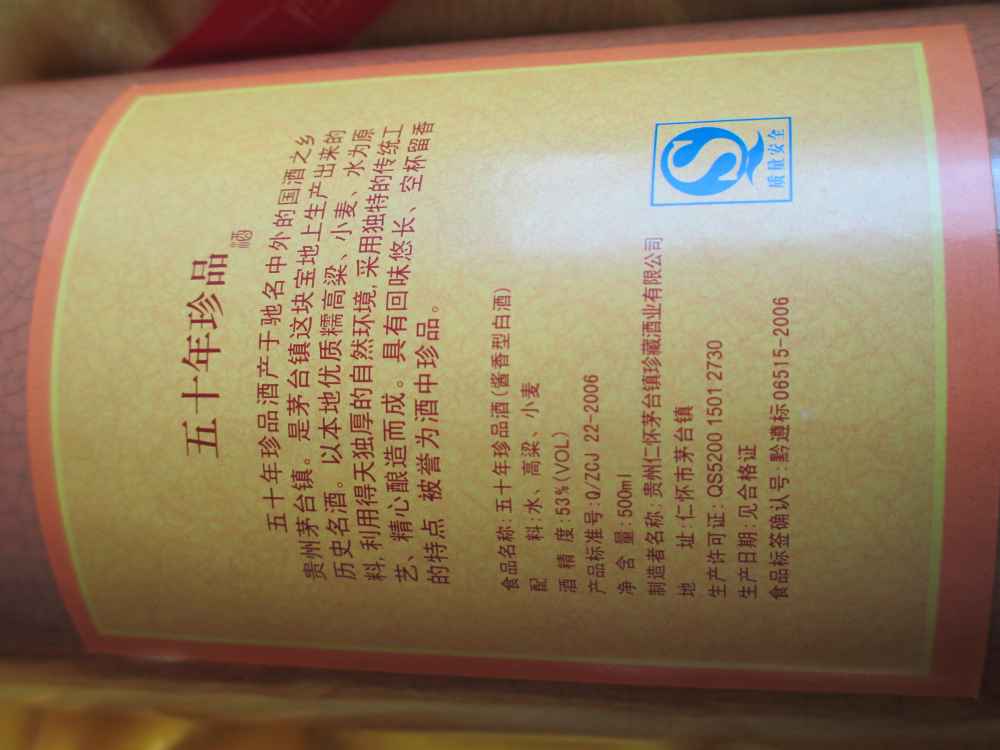 五十年珍品酒
五十年珍品酒产于驰名中外的国酒之乡
贵州茅台镇。是茅台镇这块宝地上生产出来的
历史名酒。以本地优质糯高粱、小麦、水为原
料,利用得天独厚的自然环境,采用独特的传统工
艺、精心酿造而成。具有回味悠长、空杯留香
的特点 被誉为酒中珍品。
食品名称:五十年珍品酒(酱香型白酒)
配 料:水、高粱、小麦
酒 精 度:53%(VOL)
产品标准号:Q/ZCJ 22-2006
净 含 量:500ml
制造者名称:贵州仁怀茅台镇珍藏酒业有限公司
地 址:仁怀市茅台镇
生产许可证:QS5200 1501 2730
生产日期:见合格证
食品标签确认号:黔遵标06515-2006
质量安全